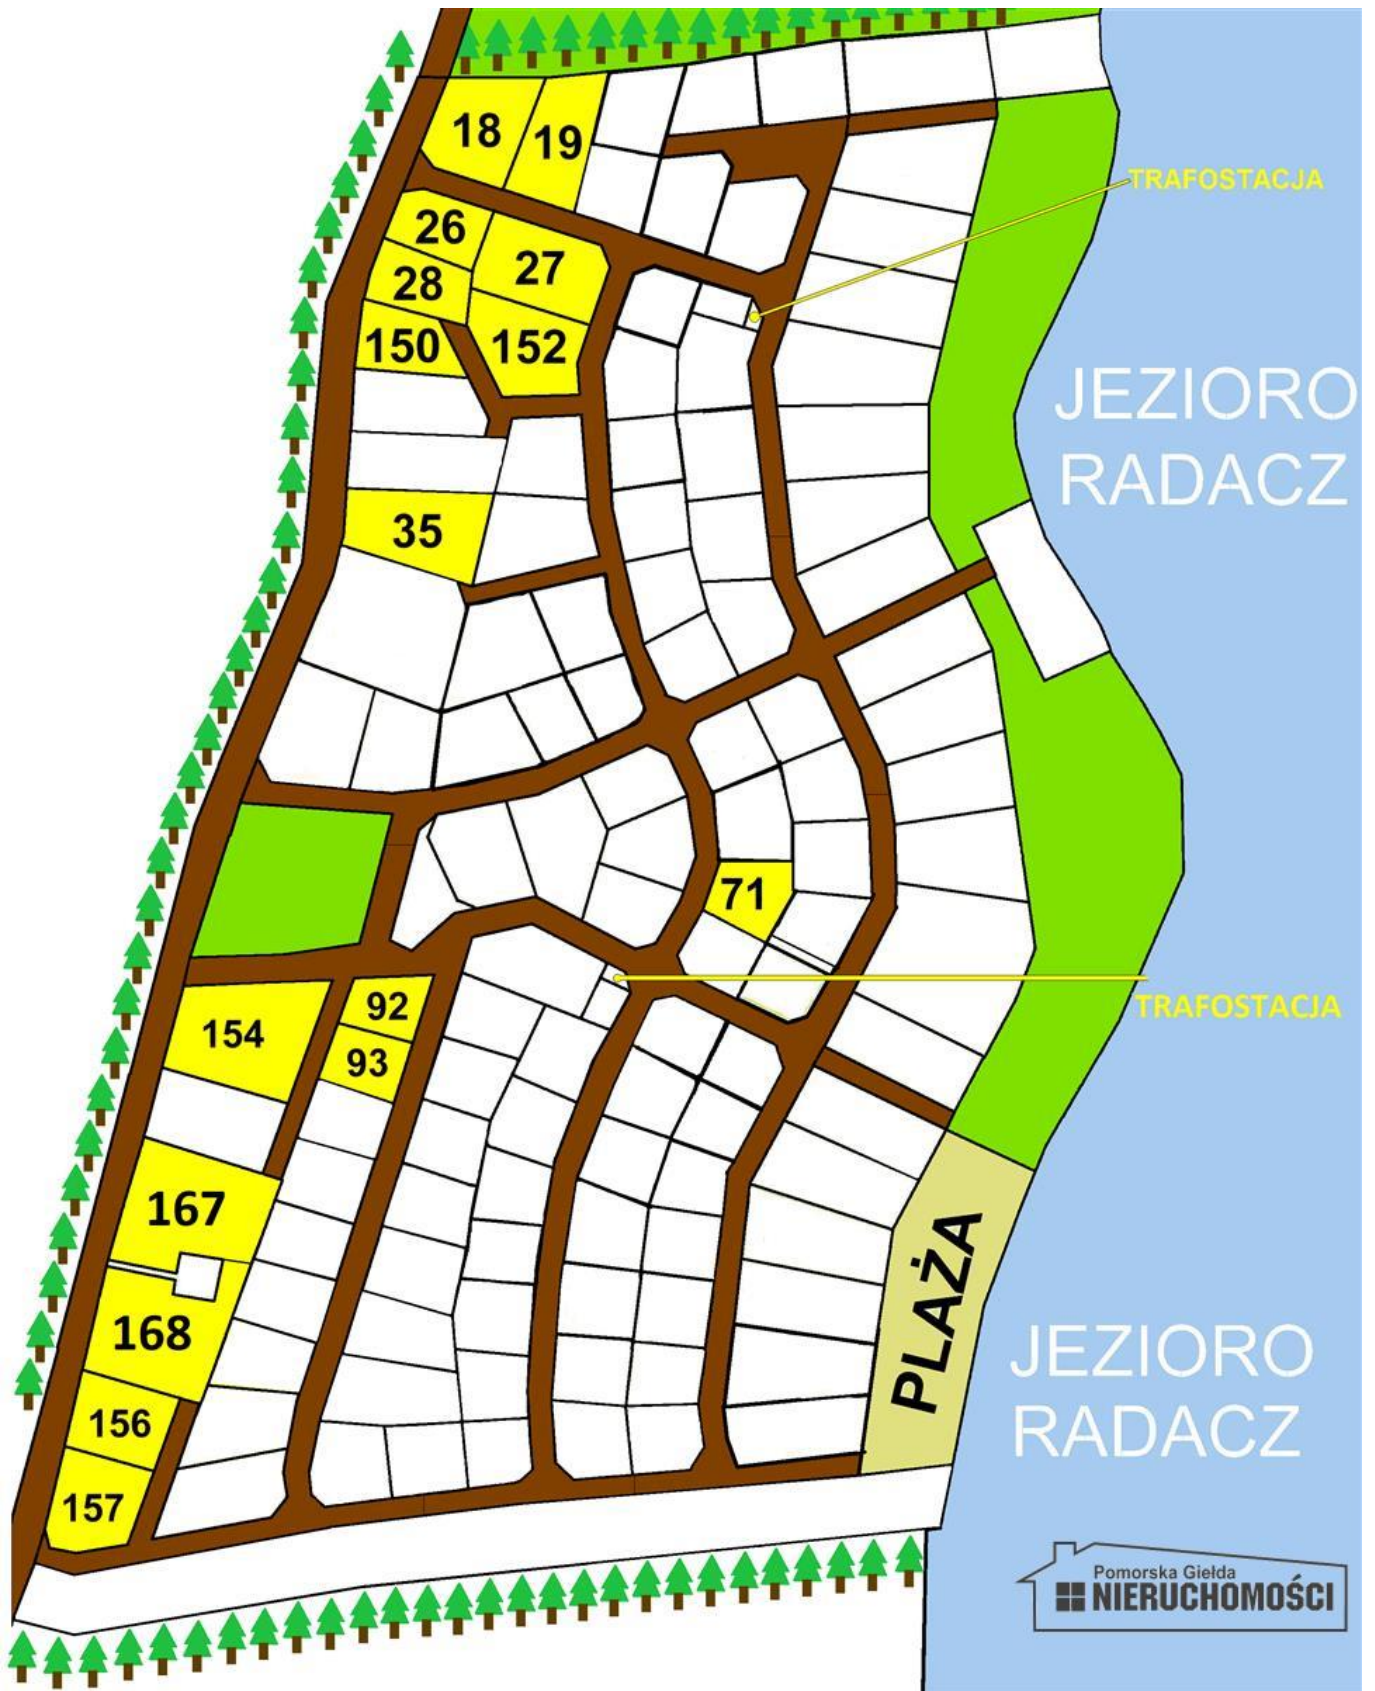 18
19
TRAFOSTACJA
26
27
28
150
152
JEZIORO
RADACZ
35
71
TRAFOSTACJA
92
154
93
167
PLAŻA
168
JEZIORO
RADACZ
156
157
Pomorska Giełda
NIERUCHOMOŚCI